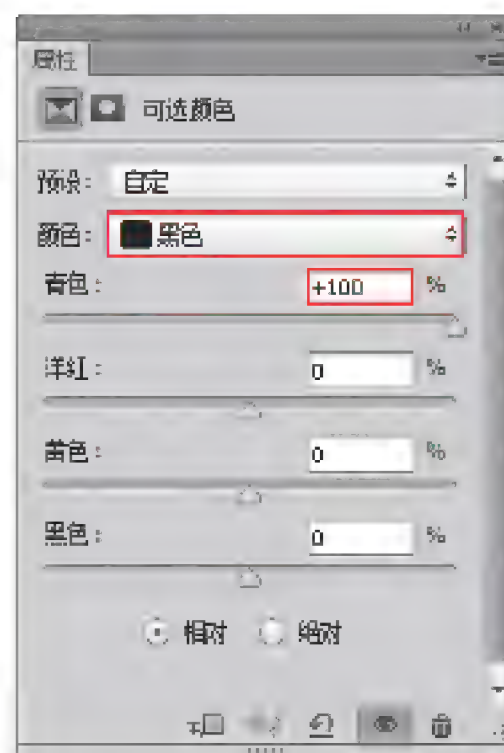 属性
可选颜色
预设： 自定
颜色： 黑色
青色： +100 %
洋红： 0 %
黄色： 0 %
黑色： 0 %
相对 绝对